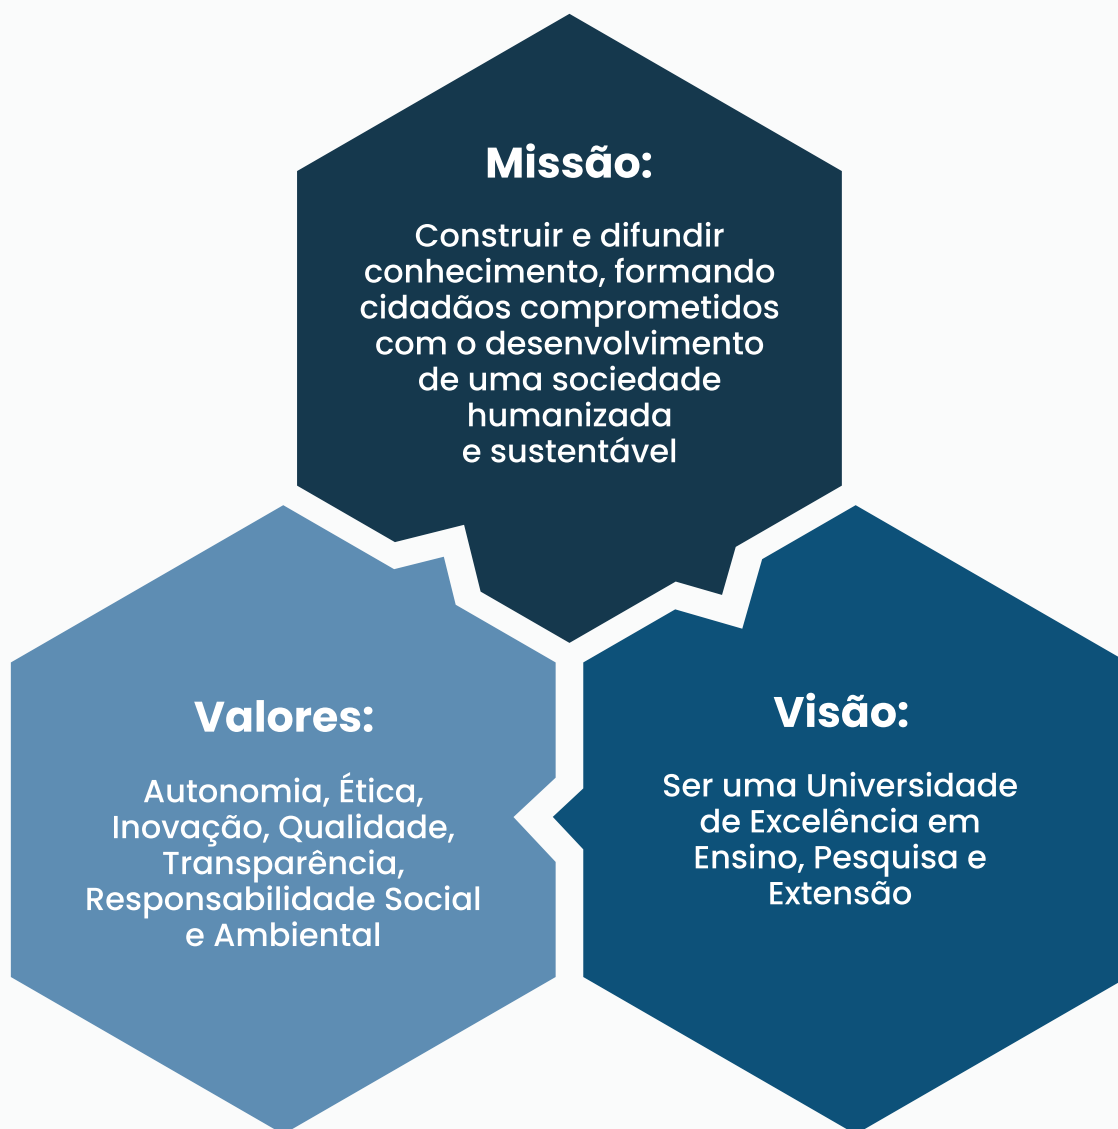 Missão:
Construir e difundir
conhecimento, formando
cidadãos comprometidos
com o desenvolvimento
de uma sociedade
humanizada
e sustentável
Valores:
Autonomia, Ética,
Inovação, Qualidade,
Transparência,
Responsabilidade Social
e Ambiental
Visão:
Ser uma Universidade
de Excelência em
Ensino, Pesquisa e
Extensão